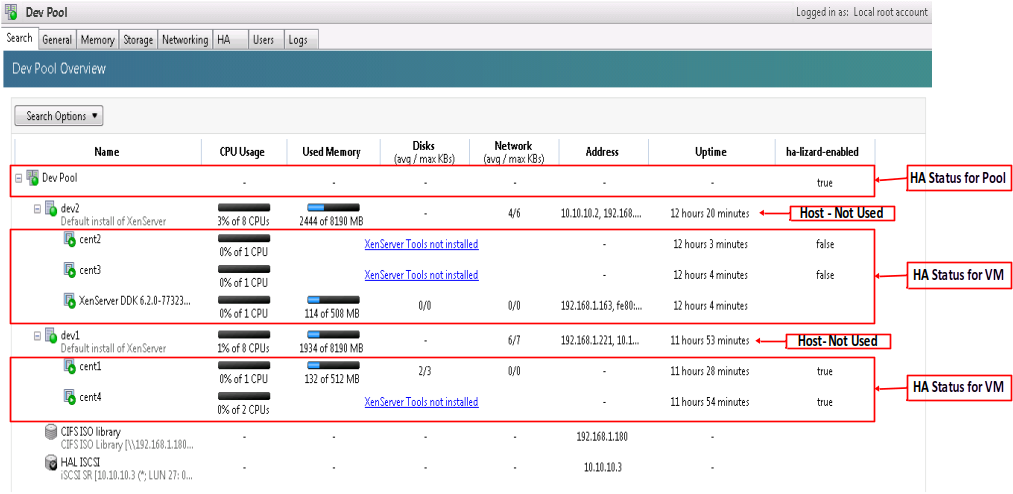 Dev Pool Logged in as: Local root account
Search General Memory Storage Networking HA Users Logs
Dev Pool Overview
Search Options ▼
Name CPU Usage Used Memory Disks (avg / max KBs) Network (avg / max KBs) Address Uptime ha-lizard-enabled
Dev Pool - - - - - - true HA Status for Pool
dev2 Default install of XenServer 3% of 8 CPUs 2444 of 8190 MB - 4/6 10.10.10.2, 192.168.... 12 hours 20 minutes Host - Not Used
cent2 0% of 1 CPU XenServer Tools not installed - 12 hours 3 minutes false
cent3 0% of 1 CPU XenServer Tools not installed - 12 hours 4 minutes false HA Status for VM
XenServer DDK 6.2.0-77323... 0% of 1 CPU 114 of 508 MB 0/0 0/0 192.168.1.163, fe80:... 12 hours 4 minutes
dev1 Default install of XenServer 1% of 8 CPUs 1934 of 8190 MB - 6/7 192.168.1.221, 10.1... 11 hours 53 minutes Host- Not Used
cent1 0% of 1 CPU 132 of 512 MB 2/3 0/0 - 11 hours 28 minutes true HA Status for VM
cent4 0% of 2 CPUs XenServer Tools not installed - 11 hours 54 minutes true
CIFS ISO library CIFS ISO Library [\\192.168.1.180... - - - - 192.168.1.180 -
HAL ISCSI iSCSI SR [10.10.10.3 (*; LUN 27: 0... - - - - 10.10.10.3 -